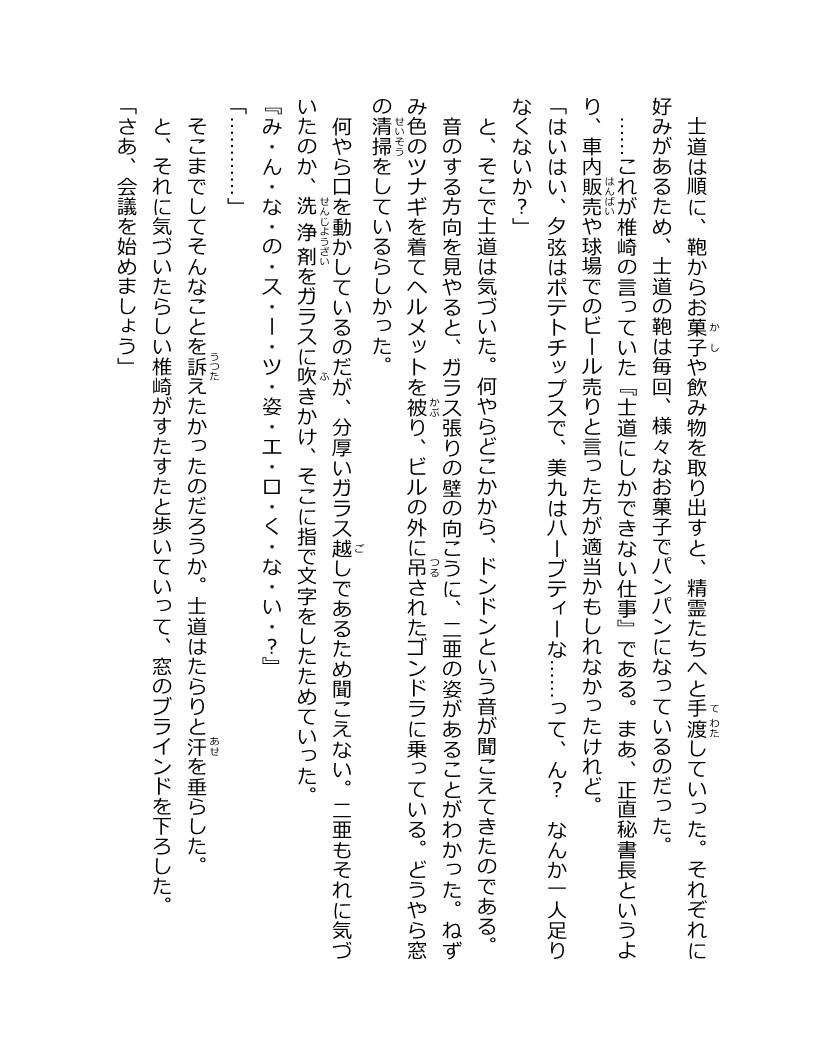 士道は順に、鞄からお菓子や飲み物を取り出すと、精霊たちへと手渡していった。それぞれに
好みがあるため、士道の鞄は毎回、様々なお菓子でパンパンになっているのだった。
　……これが椎崎の言っていた『士道にしかできない仕事』である。まあ、正直秘書長というよ
り、車内販売や球場でのビール売りと言った方が適当かもしれなかったけれど。
「はいはい、夕弦はポテトチップスで、美九はハーブティーな……って、ん？　なんか一人足り
なくないか？」
　と、そこで士道は気づいた。何やらどこかから、ドンドンという音が聞こえてきたのである。
　音のする方向を見やると、ガラス張りの壁の向こうに、二亜の姿があることがわかった。ねず
み色のツナギを着てヘルメットを被り、ビルの外に吊されたゴンドラに乗っている。どうやら窓
の清掃をしているらしかった。
　何やら口を動かしているのだが、分厚いガラス越しであるため聞こえない。二亜もそれに気づ
いたのか、洗浄剤をガラスに吹きかけ、そこに指で文字をしたためていった。
『み・ん・な・の・ス・ー・ツ・姿・エ・ロ・く・な・い・？』
「…………」
　そこまでしてそんなことを訴えたかったのだろうか。士道はたらりと汗を垂らした。
　と、それに気づいたらしい椎崎がすたすたと歩いていって、窓のブラインドを下ろした。
「さあ、会議を始めましょう」